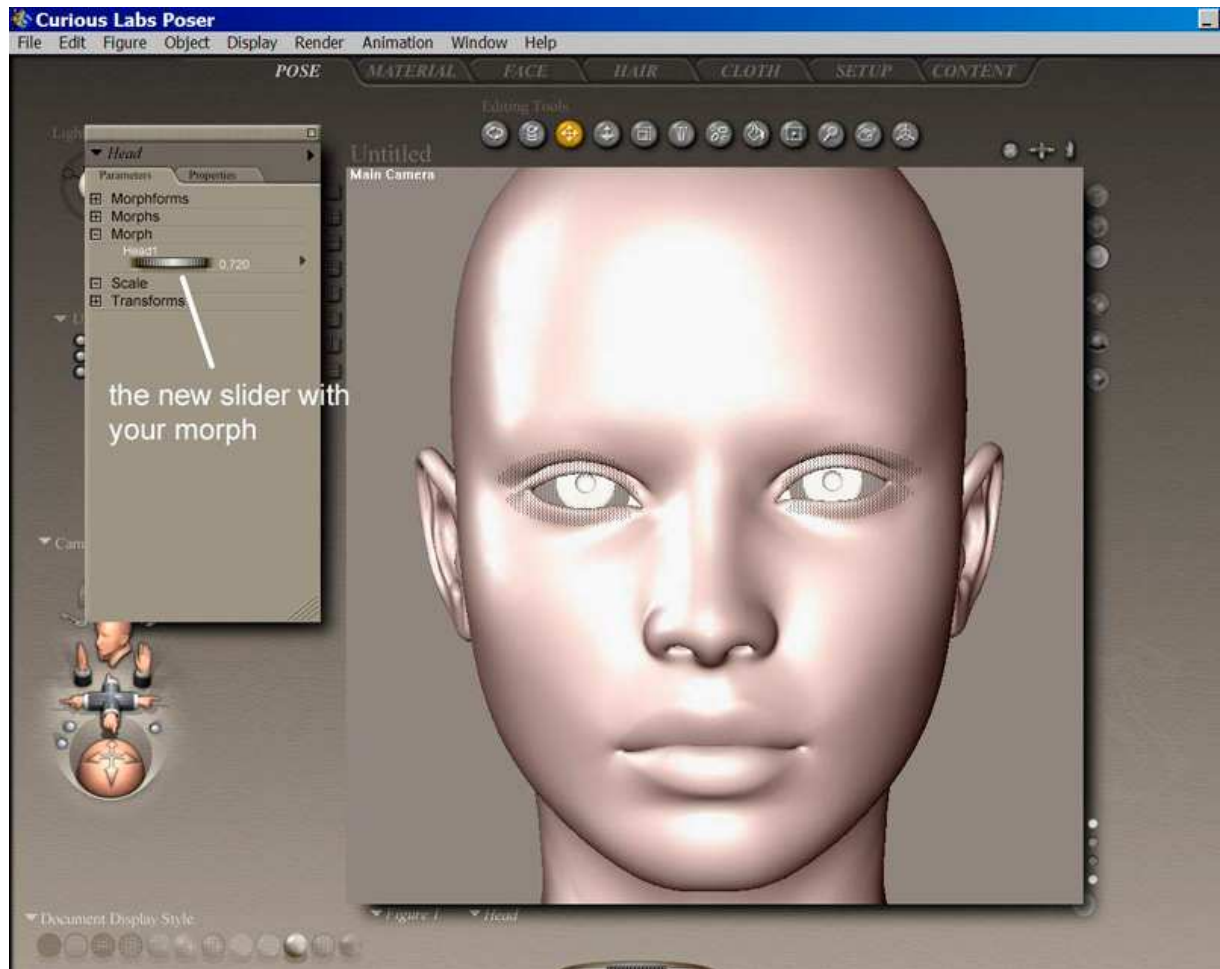 Curious Labs Poser
File Edit Figure Object Display Render Animation Window Help
POSE MATERIAL FACE HAIR CLOTH SETUP CONTENT
Editing Tools
Ligh
Head
Untitled
Parameters Properties
Main Camera
Morphforms
Morphs
Morph
Head1
0.720
Scale
Transforms
U
the new slider with
your morph
Cam
Document Display Style
Figure 1 Head